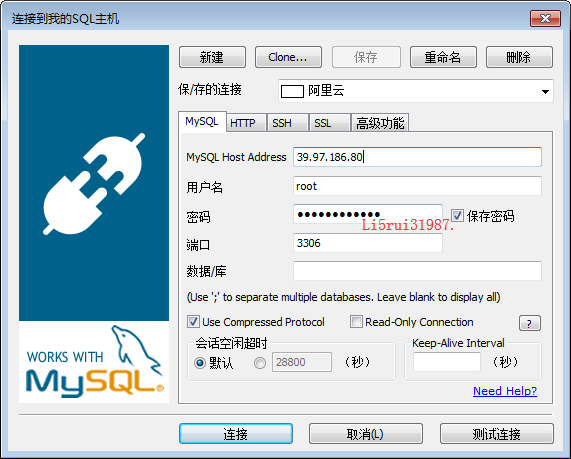 连接到我的SQL主机
新建
Clone...
保存
重命名
删除
保/存的连接
阿里云
MySQL
HTTP
SSH
SSL
高级功能
MySQL Host Address
39.97.186.80
用户名
root
密码
●●●●●●●●●●●●
保存密码
Li5rui31987.
端口
3306
数据/库
(Use ';' to separate multiple databases. Leave blank to display all)
Use Compressed Protocol
Read-Only Connection
?
会话空闲超时
Keep-Alive Interval
默认
28800
（秒）
（秒）
Need Help?
WORKS WITH
MySQL®
连接
取消(L)
测试连接